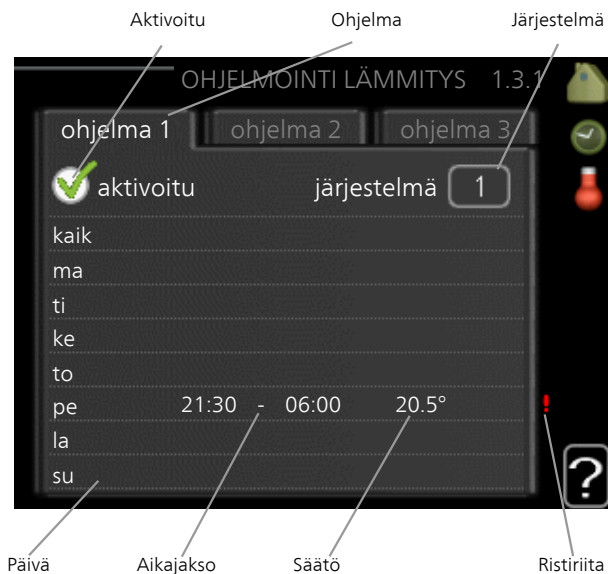 Aktivoitu Ohjelma Järjestelmä
OHJELMOINTI LÄMMITYS 1.3.1
ohjelma 1 ohjelma 2 ohjelma 3
aktivoitu järjestelmä 1
kaik
ma
ti
ke
to
pe 21:30 - 06:00 20.5° !
la
su
?
Päivä Aikajakso Säätö Ristiriita